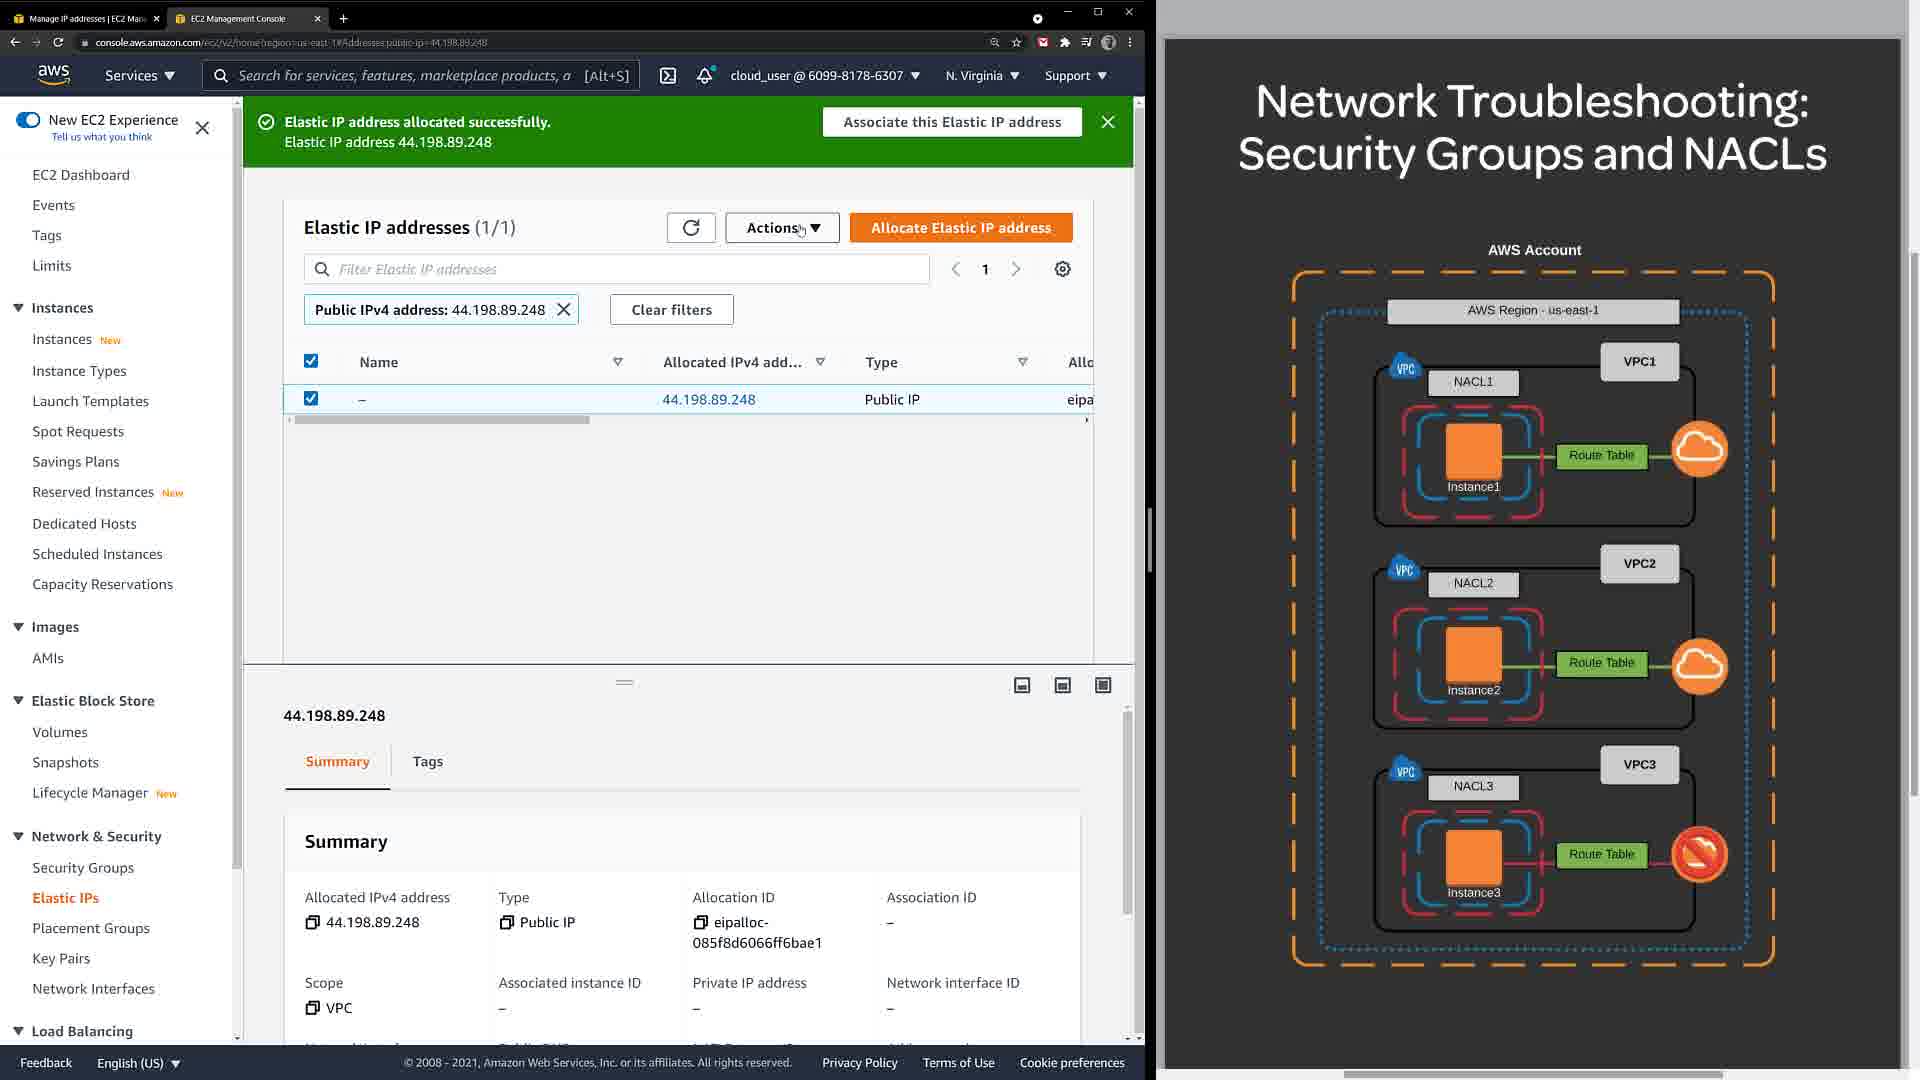 Manage IP addresses | EC2 Man
EC2 Management Console
console.aws.amazon.com/ec2/v2/home?region=us-east-1#Addresses:public-ip=44.198.89.248
aws
Services
Search for services, features, marketplace products, a
[Alt+S]
cloud_user @ 6099-8178-6307
N. Virginia
Support
New EC2 Experience
Tell us what you think
EC2 Dashboard
Events
Tags
Limits
Instances
Instances New
Instance Types
Launch Templates
Spot Requests
Savings Plans
Reserved Instances New
Dedicated Hosts
Scheduled Instances
Capacity Reservations
Images
AMIs
Elastic Block Store
Volumes
Snapshots
Lifecycle Manager New
Network & Security
Security Groups
Elastic IPs
Placement Groups
Key Pairs
Network Interfaces
Load Balancing
Elastic IP address allocated successfully.
Elastic IP address 44.198.89.248
Associate this Elastic IP address
Elastic IP addresses (1/1)
Actions
Allocate Elastic IP address
Filter Elastic IP addresses
1
Public IPv4 address: 44.198.89.248
Clear filters
Name
Allocated IPv4 add...
Type
Allo
–
44.198.89.248
Public IP
eipa
44.198.89.248
Summary
Tags
Summary
Allocated IPv4 address
Type
Allocation ID
Association ID
44.198.89.248
Public IP
eipalloc-
085f8d6066ff6bae1
–
Scope
Associated instance ID
Private IP address
Network interface ID
VPC
–
–
–
Feedback
English (US)
© 2008 - 2021, Amazon Web Services, Inc. or its affiliates. All rights reserved.
Privacy Policy
Terms of Use
Cookie preferences
Network Troubleshooting:
Security Groups and NACLs
AWS Account
AWS Region - us-east-1
VPC1
VPC
NACL1
Route Table
Instance1
VPC2
VPC
NACL2
Route Table
Instance2
VPC3
VPC
NACL3
Route Table
Instance3